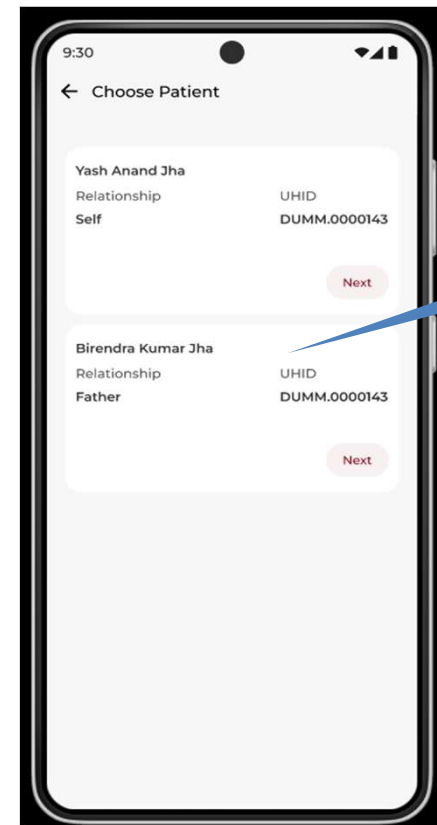 9:30
Choose Patient
Yash Anand Jha
Relationship UHID
Self DUMM.0000143
Next
Birendra Kumar Jha
Relationship UHID
Father DUMM.0000143
Next